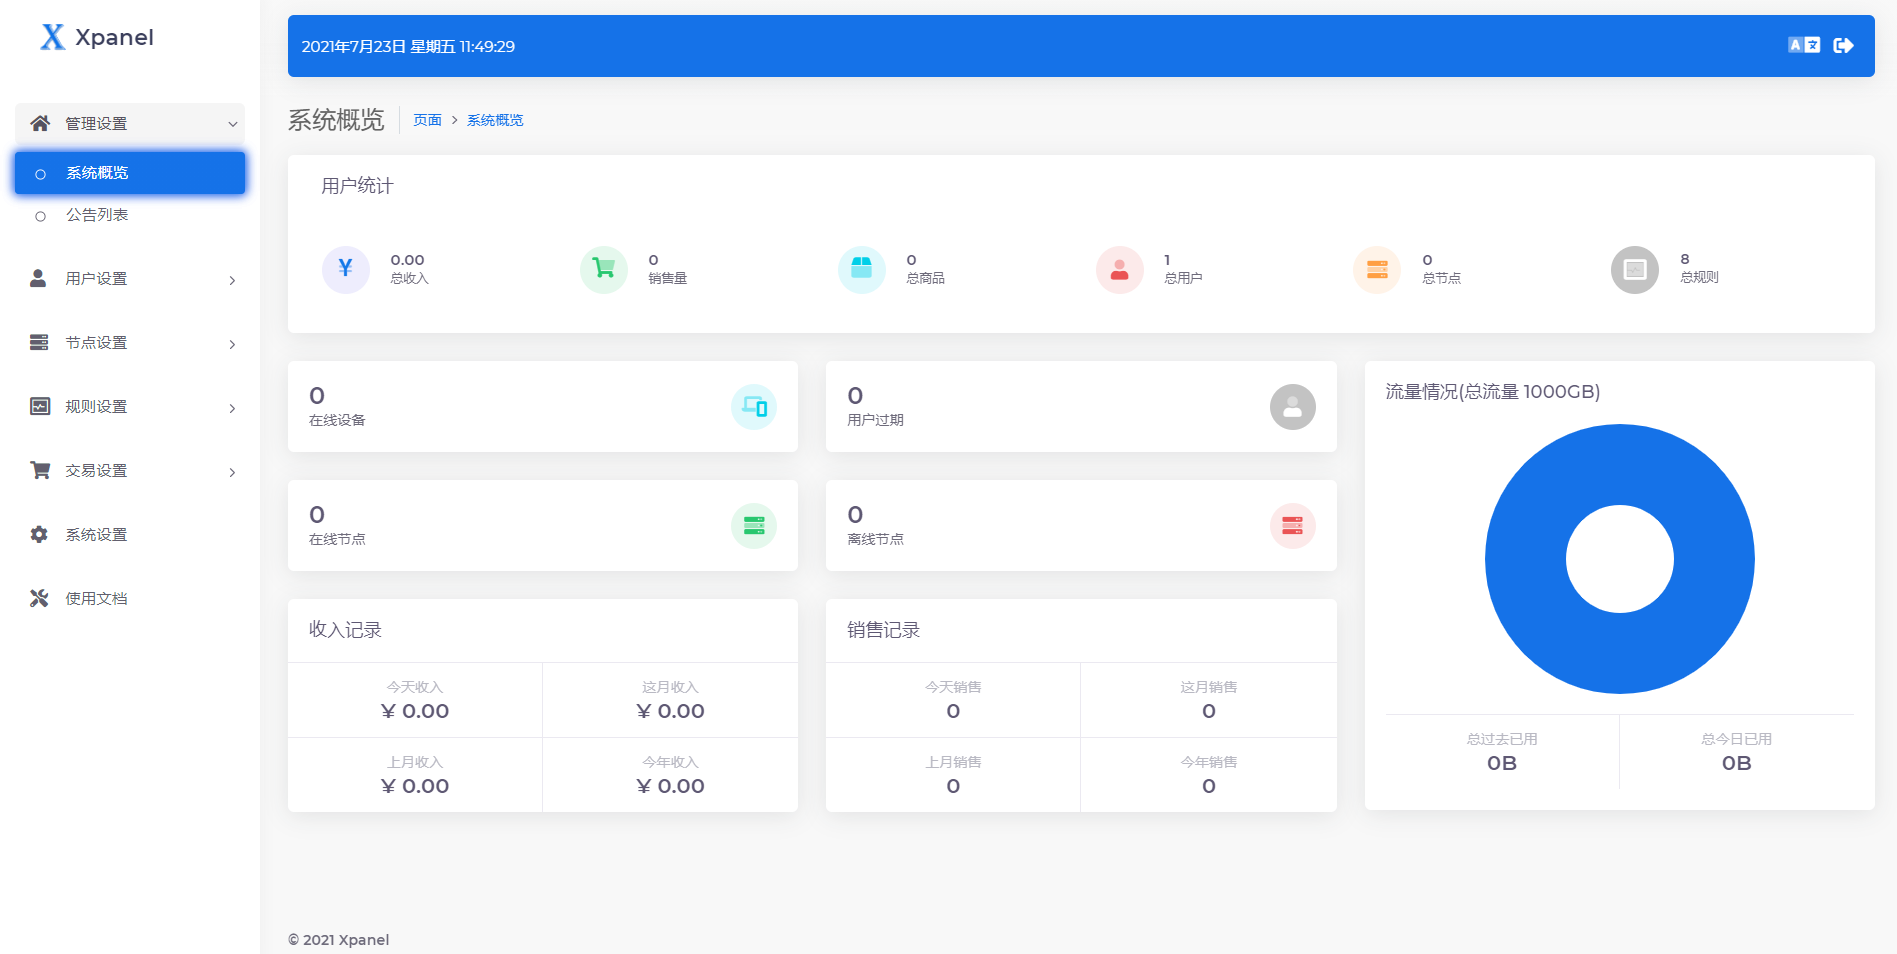 Xpanel
2021年7月23日 星期五 11:49:29
管理设置
系统概览
公告列表
用户设置
节点设置
规则设置
交易设置
系统设置
使用文档
系统概览
页面 > 系统概览
用户统计
¥
0.00
总收入
0
销售量
0
总商品
1
总用户
0
总节点
8
总规则
0
在线设备
0
用户过期
0
在线节点
0
离线节点
收入记录
今天收入
¥ 0.00
这月收入
¥ 0.00
上月收入
¥ 0.00
今年收入
¥ 0.00
销售记录
今天销售
0
这月销售
0
上月销售
0
今年销售
0
流量情况(总流量 1000GB)
总过去已用
0B
总今日已用
0B
© 2021 Xpanel